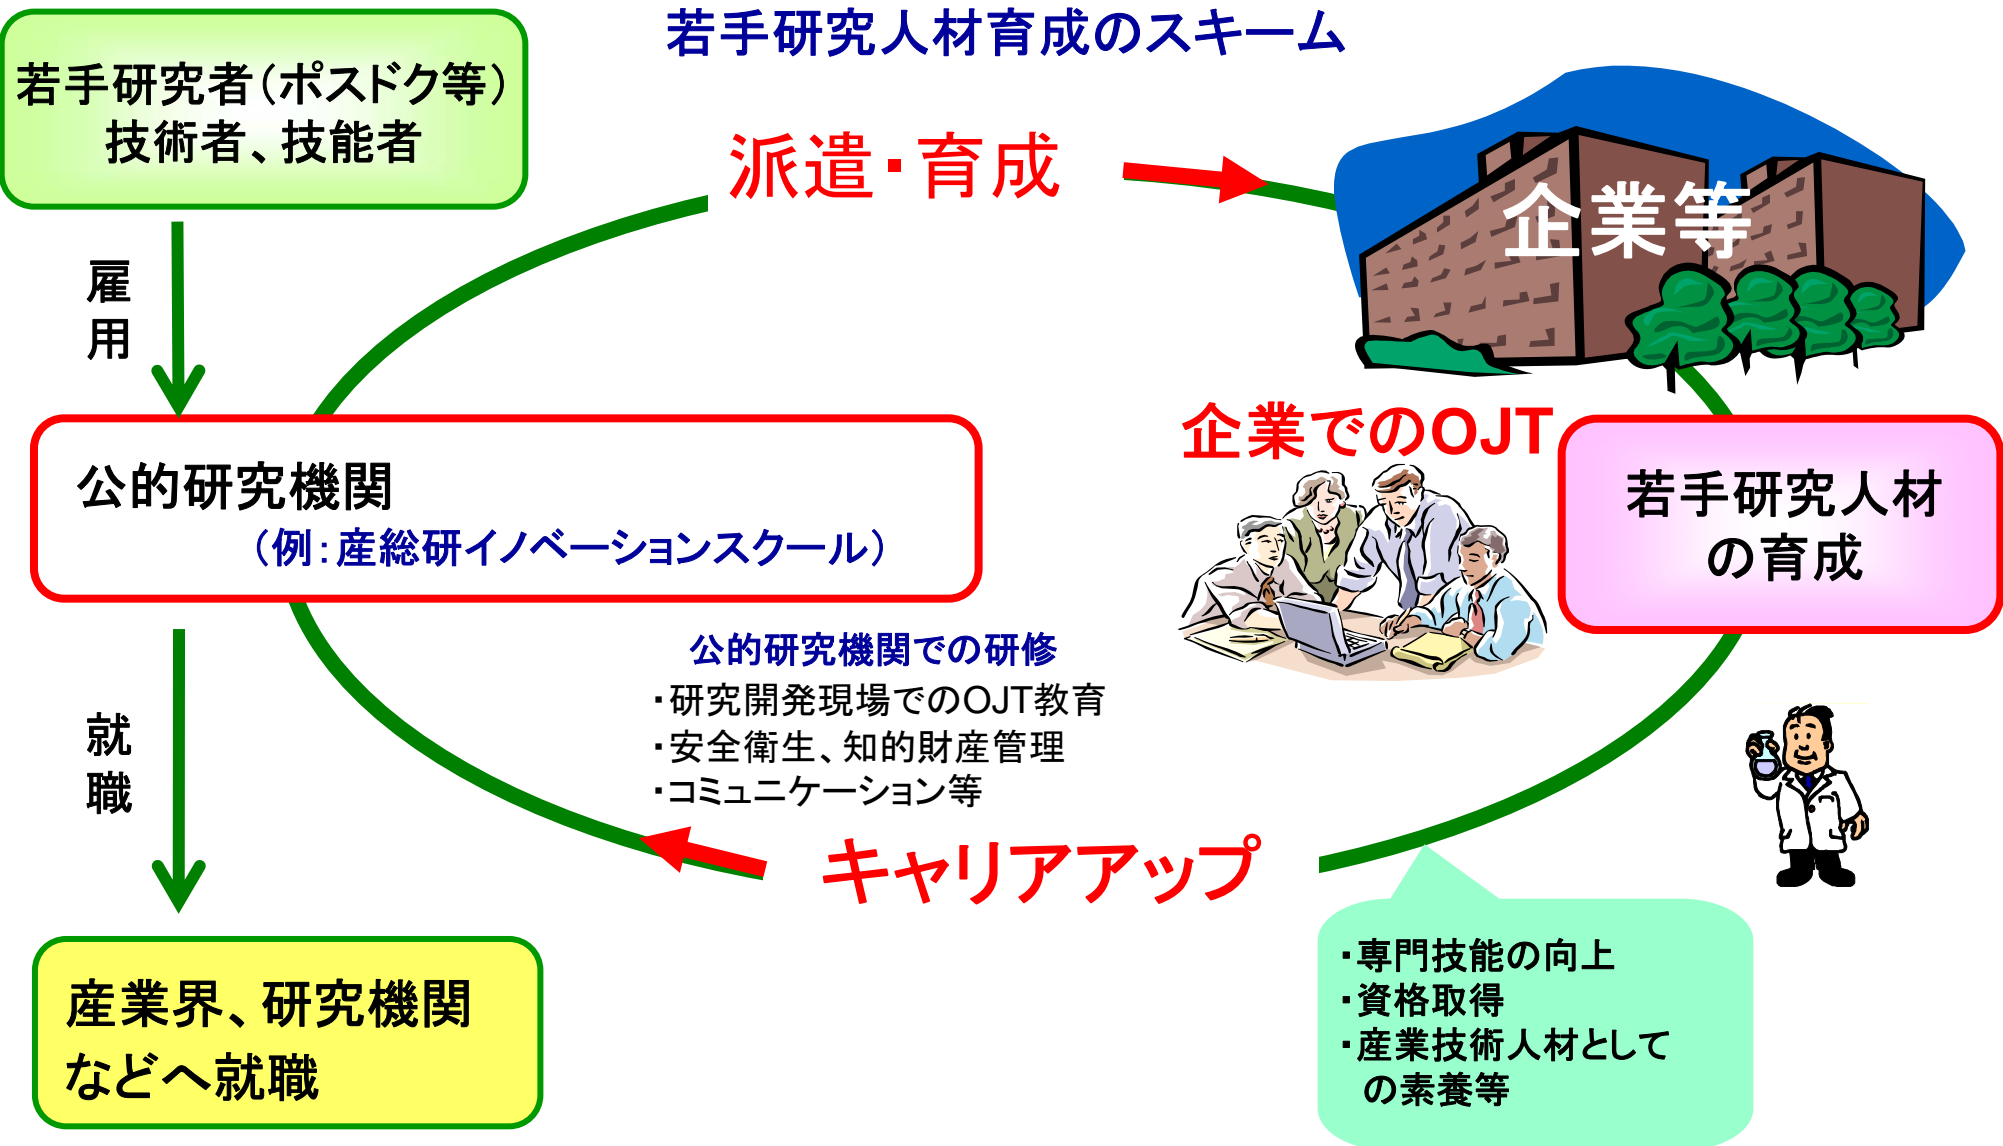 若手研究人材育成のスキーム
若手研究者（ポスドク等）
技術者、技能者
派遣・育成
企業等
雇用
企業でのOJT
公的研究機関
（例：産総研イノベーションスクール）
若手研究人材
の育成
公的研究機関での研修
・研究開発現場でのOJT教育
・安全衛生、知的財産管理
・コミュニケーション等
就職
キャリアアップ
・専門技能の向上
・資格取得
・産業技術人材として
の素養等
産業界、研究機関
などへ就職